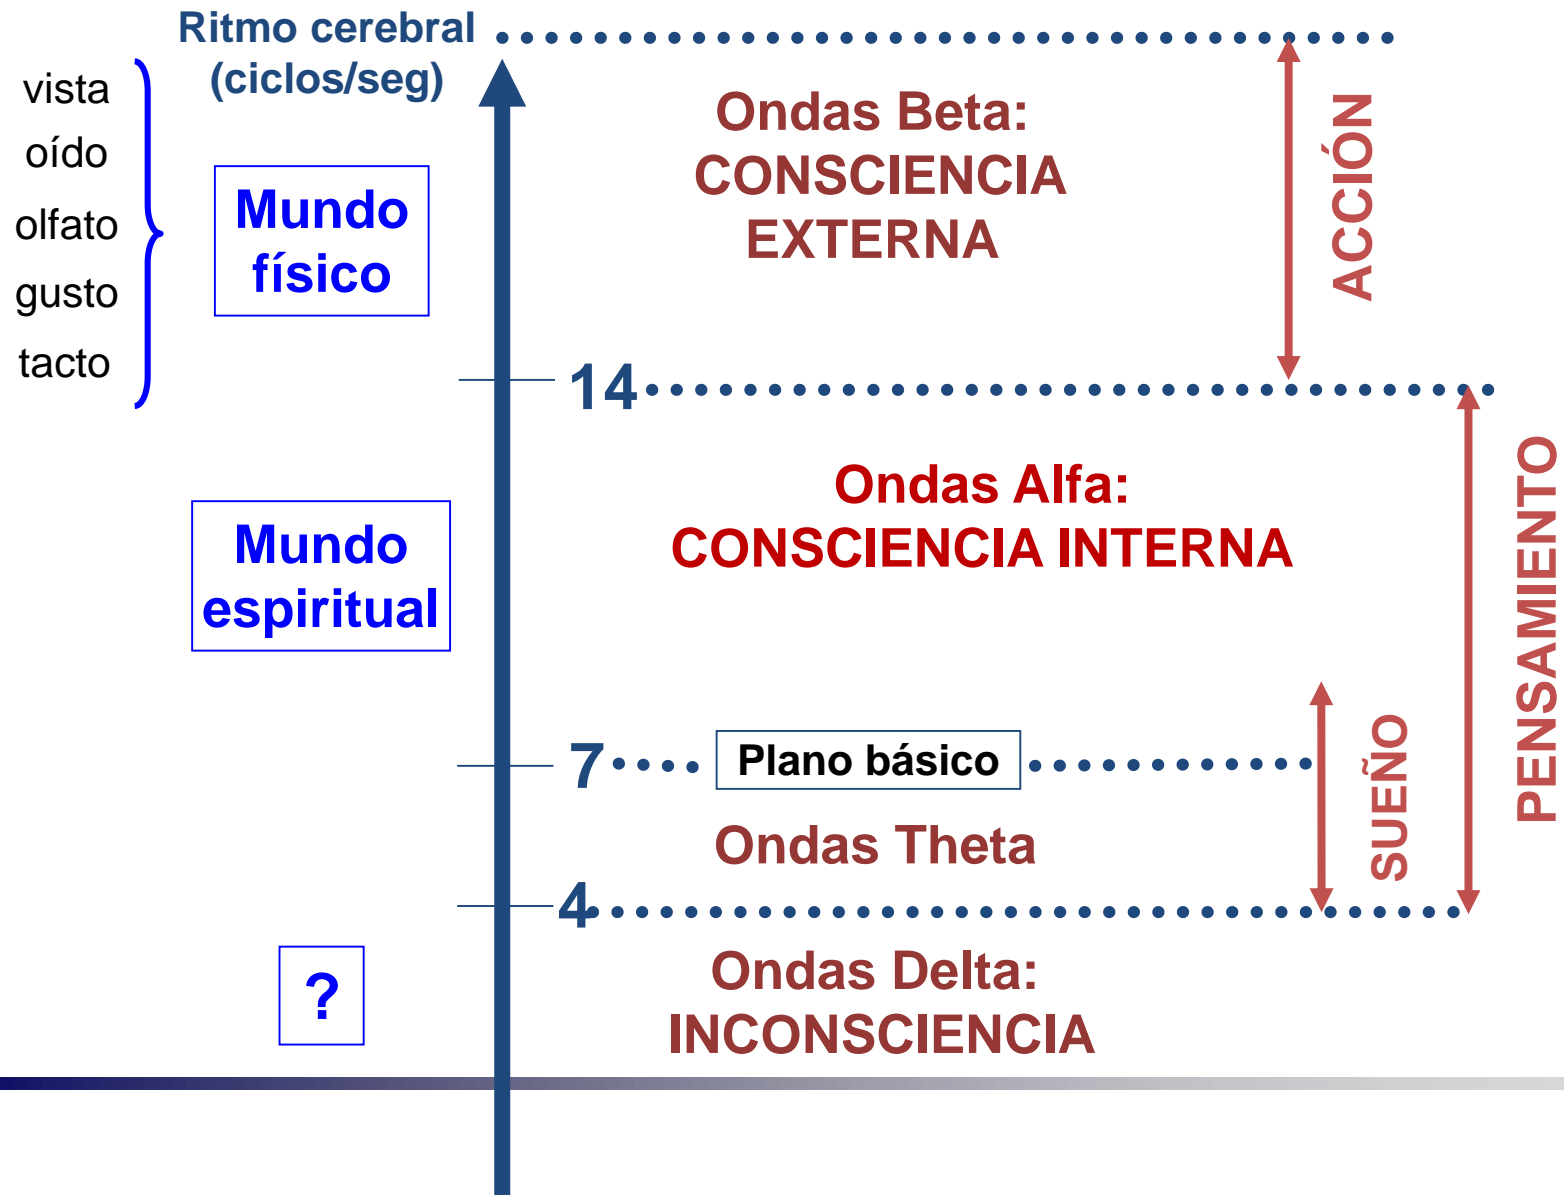 Ritmo cerebral
(ciclos/seg)
vista
oído
olfato
gusto
tacto
Mundo
físico
Ondas Beta:
CONSCIENCIA
EXTERNA
ACCIÓN
14
Mundo
espiritual
Ondas Alfa:
CONSCIENCIA INTERNA
PENSAMIENTO
7
Plano básico
SUEÑO
Ondas Theta
4
?
Ondas Delta:
INCONSCIENCIA